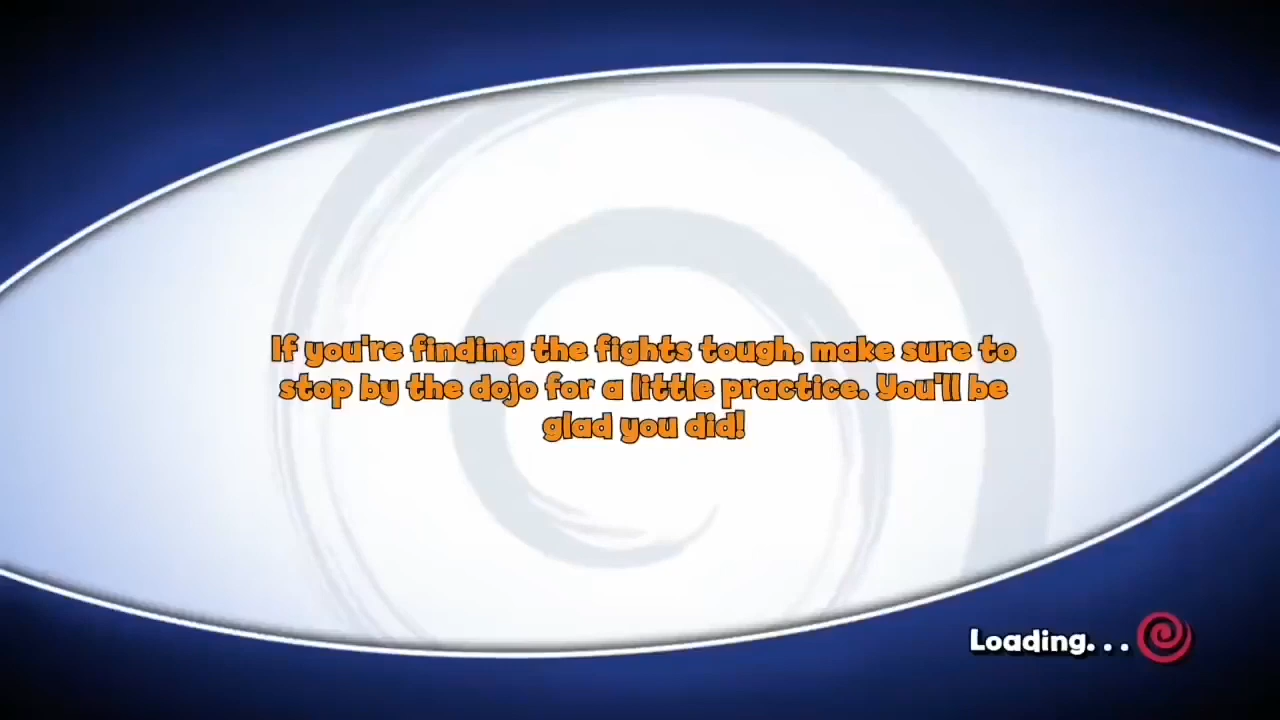 If you're finding the fights tough, make sure to
stop by the dojo for a little practice. You'll be
glad you did!
Loading. . .